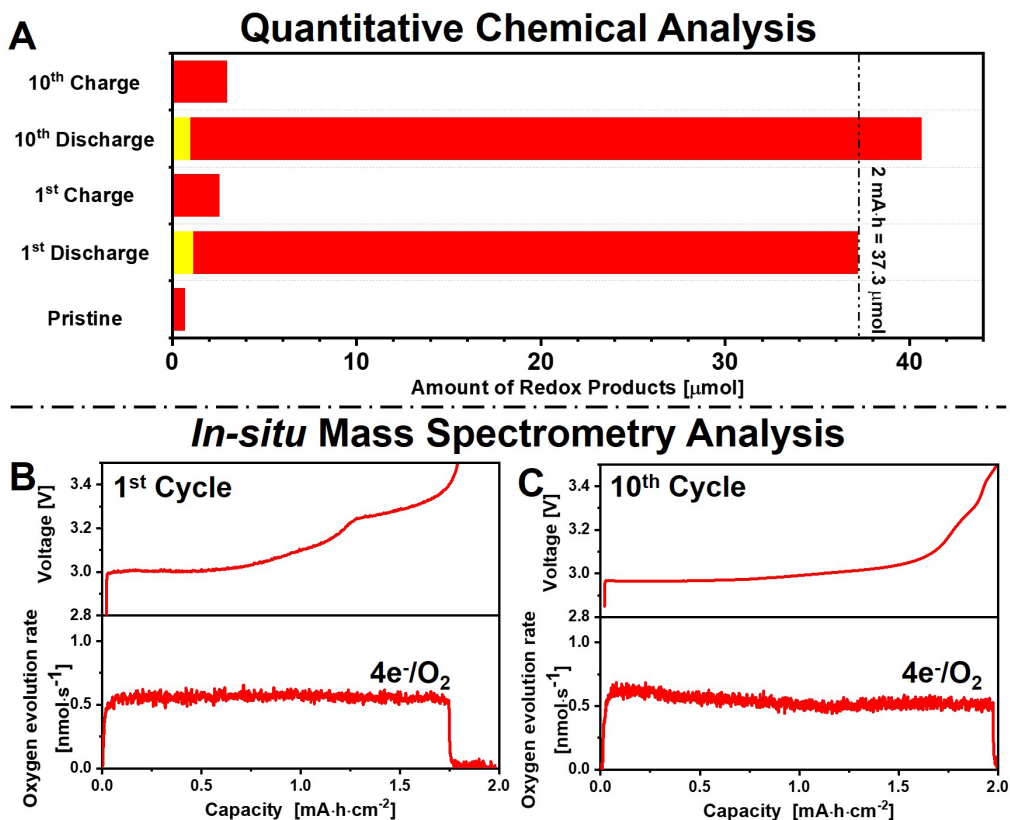 A
Quantitative Chemical Analysis
10th Charge
10th Discharge
1st Charge
1st Discharge
Pristine
2 mA·h = 37.3 μmol
0 10 20 30 40
Amount of Redox Products [μmol]
In-situ Mass Spectrometry Analysis
B
1st Cycle
Voltage [V]
3.4
3.2
3.0
2.8
Oxygen evolution rate
[nmol·s-1]
1.0
0.5
0.0
4e-/O2
0.0 0.5 1.0 1.5 2.0
Capacity [mA·h·cm-2]
C
10th Cycle
Voltage [V]
3.4
3.2
3.0
2.8
Oxygen evolution rate
[nmol·s-1]
1.0
0.5
0.0
4e-/O2
0.0 0.5 1.0 1.5 2.0
Capacity [mA·h·cm-2]